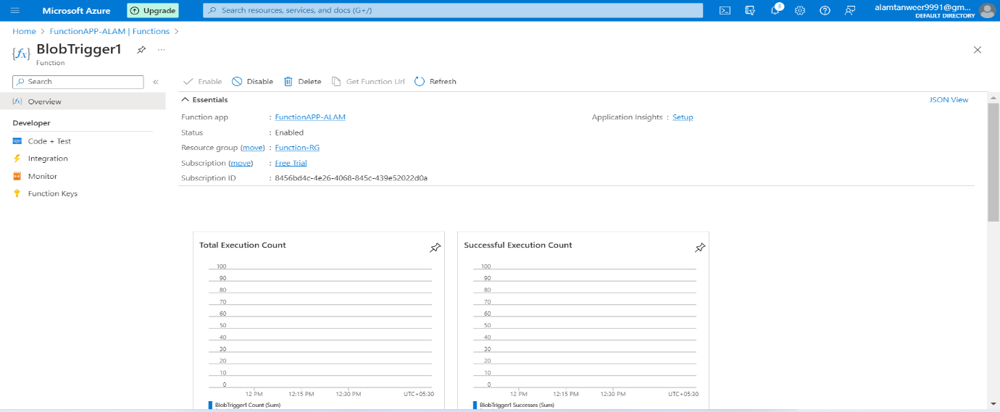 Microsoft Azure
Upgrade
Search resources, services, and docs (G+/)
3
alamtanweer9991@gm...
DEFAULT DIRECTORY
Home > FunctionAPP-ALAM | Functions >
{fx} BlobTrigger1 ...
Function
Search «
Enable Disable Delete Get Function Url Refresh
Overview
Essentials JSON View
Function app : FunctionAPP-ALAM Application Insights : Setup
Developer
Status : Enabled
Code + Test
Resource group (move) : Function-RG
Integration
Subscription (move) : Free Trial
Monitor
Subscription ID : 8456bd4c-4e26-4068-845c-439e52022d0a
Function Keys
Total Execution Count
100
90
80
70
60
50
40
30
20
10
0
12 PM 12:15 PM 12:30 PM UTC+05:30
BlobTrigger1 Count (Sum)
Successful Execution Count
100
90
80
70
60
50
40
30
20
10
0
12 PM 12:15 PM 12:30 PM UTC+05:30
BlobTrigger1 Successes (Sum)